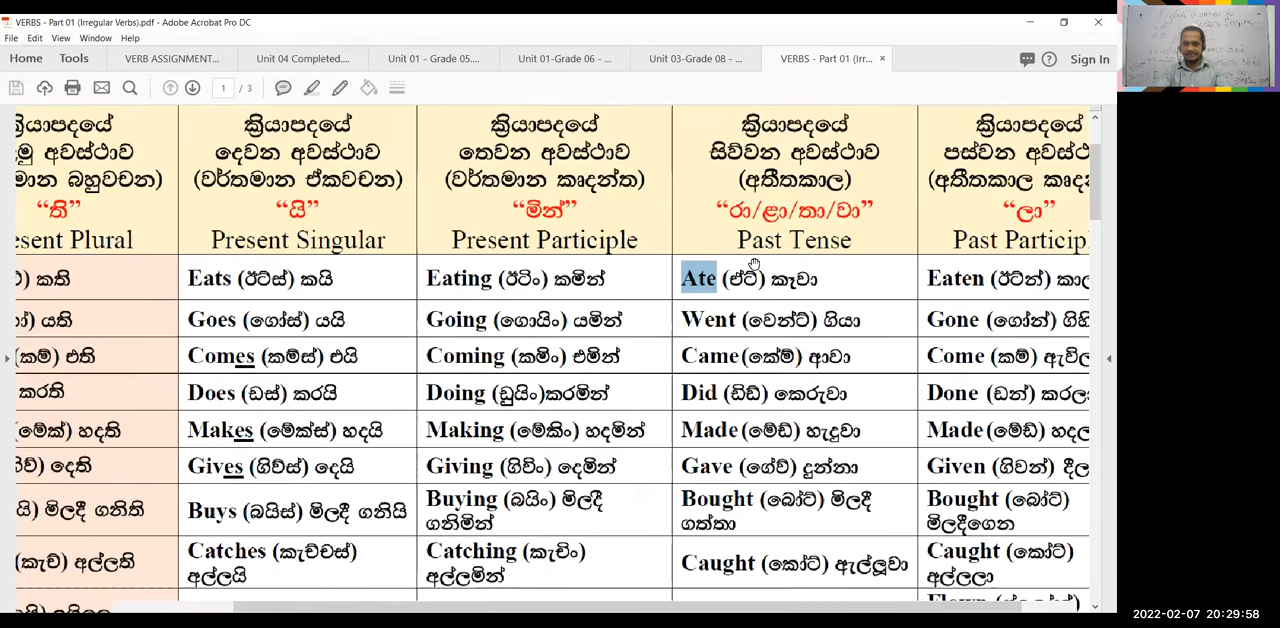 VERBS - Part 01 (Irregular Verbs).pdf - Adobe Acrobat Pro DC
File Edit View Window Help
Home Tools VERB ASSIGNMENT... Unit 04 Completed.... Unit 01 - Grade 05.... Unit 01-Grade 06 - ... Unit 03-Grade 08 - ... VERBS - Part 01 (Irr... × Sign In
1 / 3
ක්‍රියාපදයේ ක්‍රියාපදයේ ක්‍රියාපදයේ ක්‍රියාපදයේ
දෙවන අවස්ථාව තෙවන අවස්ථාව සිව්වන අවස්ථාව පස්වන
අවස්ථාව (වර්තමාන ඒකවචන) (වර්තමාන කෘදන්ත) (අතීතකාල) (අතීතකාල
බහුවචන)
“ති” “යි” “මින්” “රා/ළා/තා/වා” “ලා”
Plural Present Singular Present Participle Past Tense Past
කති Eats (ඊට්ස්) කයි Eating (ඊටිං) කමින් Ate (ඒට්) කෑවා Eaten (ඊට්න්)
යති Goes (ගෝස්) යයි Going (ගොයිං) යමින් Went (වෙන්ට්) ගියා Gone (ගෝන්)
(කම්) එති Comes (කම්ස්) එයි Coming (කමිං) එමින් Came (කේම්) ආවා Come (කම්)
කරති Does (ඩස්) කරයි Doing (ඩුයිං)කරමින් Did (ඩිඩ්) කෙරුවා Done (ඩන්)
(මේක්) හදති Makes (මේක්ස්) හදයි Making (මේකිං) හදමින් Made (මේඩ්) හැදුවා Made (මේඩ්)
දෙති Gives (ගිව්ස්) දෙයි Giving (ගිවිං) දෙමින් Gave (ගේව්) දුන්නා Given (ගිවන්)
මිලදී ගනිති Buys (බයිස්) මිලදී ගනියි Buying (බයිං) මිලදී Bought (බෝට්) මිලදී Bought (බෝට්)
ගනිමින් ගත්තා මිලදීගෙන
(කැච්) අල්ලති Catches (කැච්චස්) Catching (කැචිං) Caught (කෝට්) ඇල්ලුවා Caught (කෝට්)
අල්ලයි අල්ලමින් අල්ලලා
2022-02-07 20:29:58